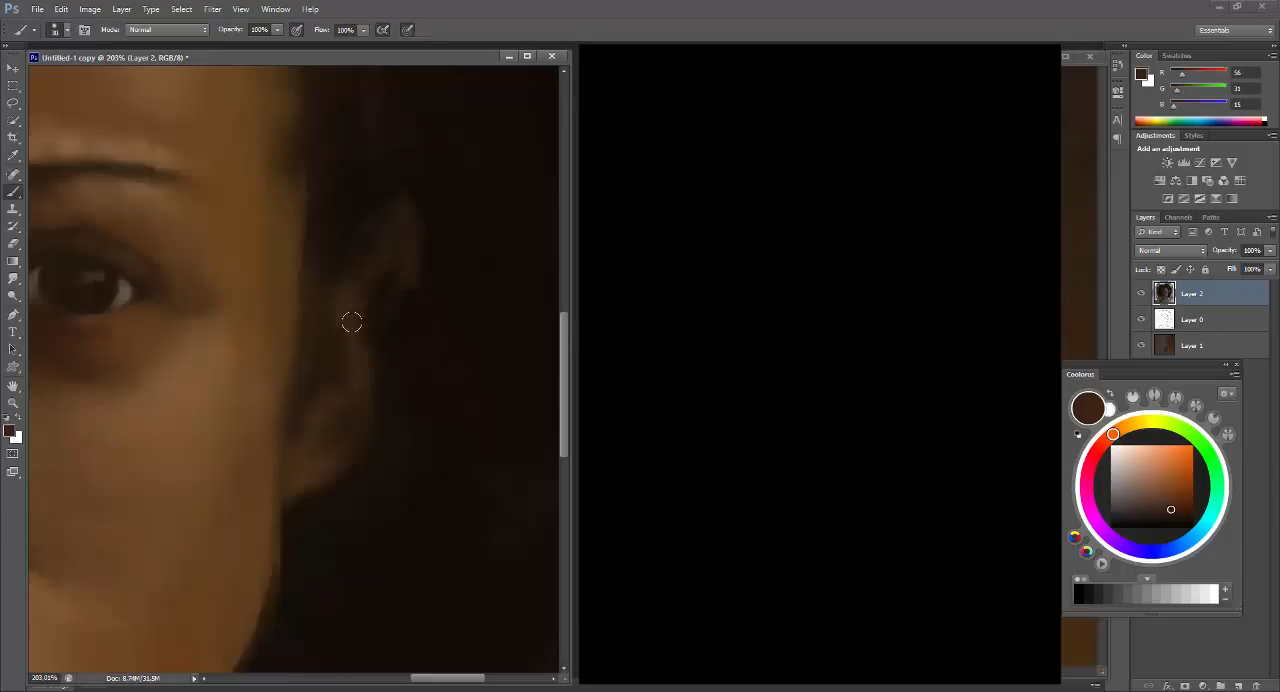 Ps File Edit Image Layer Type Select Filter View Window Help
30 Mode: Normal Opacity: 100% Flow: 100% Essentials
Ps Untitled-1 copy @ 203% (Layer 2, RGB/8) *
Color Swatches
R 56
G 31
B 15
Adjustments Styles
Add an adjustment
Layers Channels Paths
Kind
Normal Opacity: 100%
Lock: Fill: 100%
Layer 2
Layer 0
Layer 1
Coolorus
203,01% Doc: 8.74M/31.5M